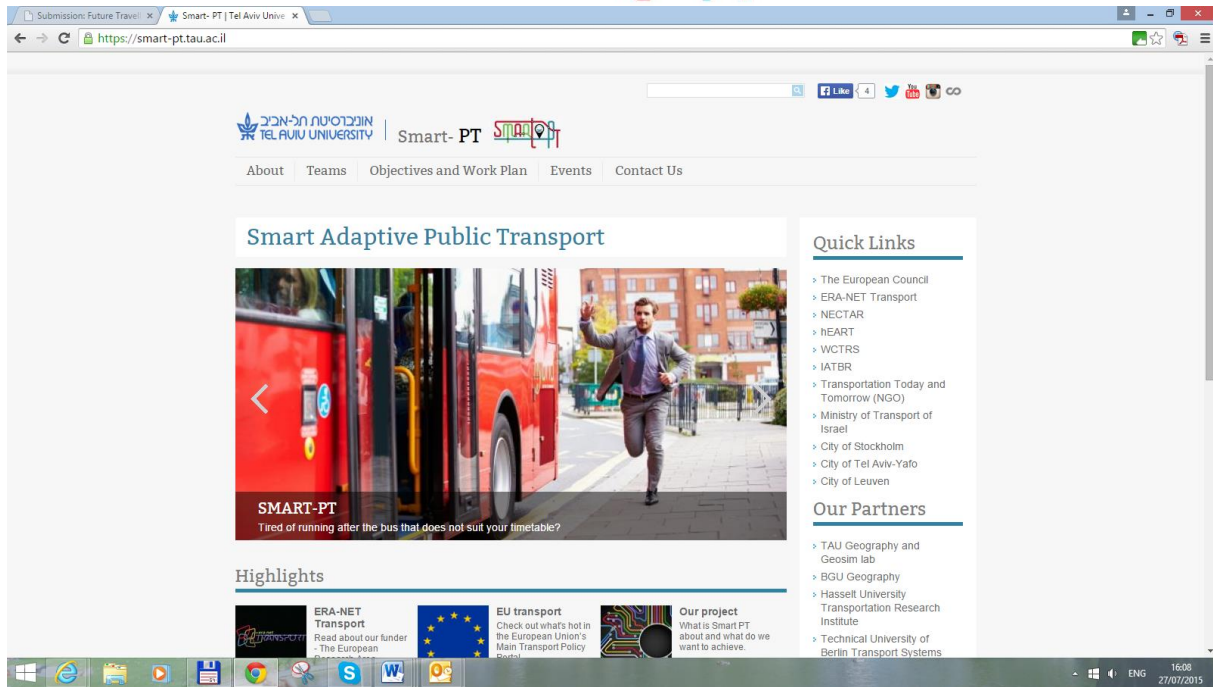 Submission: Future Travell
Smart- PT | Tel Aviv Unive
https://smart-pt.tau.ac.il
Like 4
You
Tube
אוניברסיטת תל-אביב
TEL AVIV UNIVERSITY
Smart- PT
SMART PT
About Teams Objectives and Work Plan Events Contact Us
Smart Adaptive Public Transport
SMART-PT
Tired of running after the bus that does not suit your timetable?
Highlights
ERA-NET
Transport
Read about our funder
- The European
EU transport
Check out what's hot in
the European Union's
Main Transport Policy
Portal
Our project
What is Smart PT
about and what do we
want to achieve.
Quick Links
The European Council
ERA-NET Transport
NECTAR
hEART
WCTRS
IATBR
Transportation Today and
Tomorrow (NGO)
Ministry of Transport of
Israel
City of Stockholm
City of Tel Aviv-Yafo
City of Leuven
Our Partners
TAU Geography and
Geosim lab
BGU Geography
Hasselt University
Transportation Research
Institute
Technical University of
Berlin Transport Systems
ENG
16:08
27/07/2015